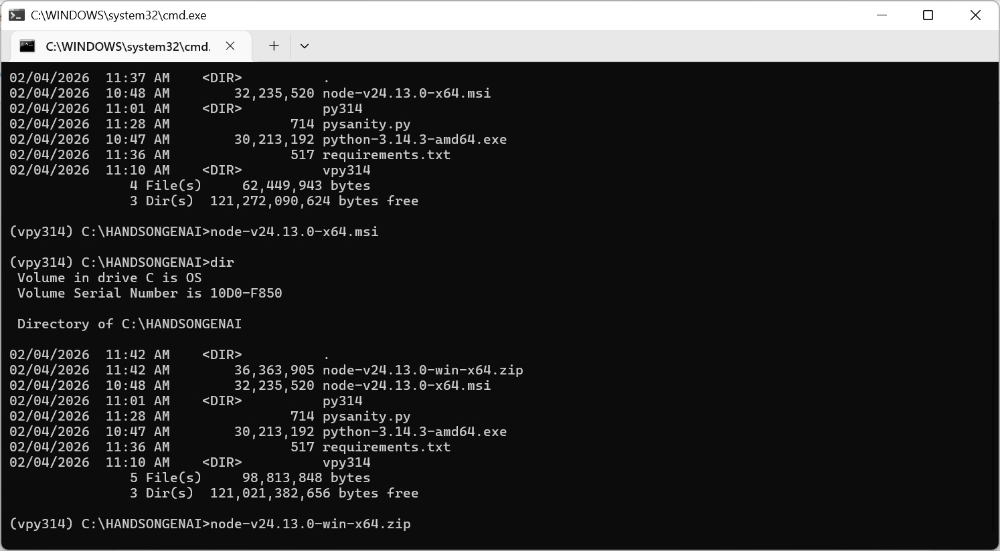 C:\WINDOWS\system32\cmd.exe
C:\WINDOWS\system32\cmd.
02/04/2026  11:37 AM    <DIR>          .
02/04/2026  10:48 AM        32,235,520 node-v24.13.0-x64.msi
02/04/2026  11:01 AM    <DIR>          py314
02/04/2026  11:28 AM               714 pysanity.py
02/04/2026  10:47 AM        30,213,192 python-3.14.3-amd64.exe
02/04/2026  11:36 AM               517 requirements.txt
02/04/2026  11:10 AM    <DIR>          vpy314
               4 File(s)     62,449,943 bytes
               3 Dir(s)  121,272,090,624 bytes free
(vpy314) C:\HANDSONGENAI>node-v24.13.0-x64.msi
(vpy314) C:\HANDSONGENAI>dir
 Volume in drive C is OS
 Volume Serial Number is 10D0-F850
 Directory of C:\HANDSONGENAI
02/04/2026  11:42 AM    <DIR>          .
02/04/2026  11:42 AM        36,363,905 node-v24.13.0-win-x64.zip
02/04/2026  10:48 AM        32,235,520 node-v24.13.0-x64.msi
02/04/2026  11:01 AM    <DIR>          py314
02/04/2026  11:28 AM               714 pysanity.py
02/04/2026  10:47 AM        30,213,192 python-3.14.3-amd64.exe
02/04/2026  11:36 AM               517 requirements.txt
02/04/2026  11:10 AM    <DIR>          vpy314
               5 File(s)     98,813,848 bytes
               3 Dir(s)  121,021,382,656 bytes free
(vpy314) C:\HANDSONGENAI>node-v24.13.0-win-x64.zip